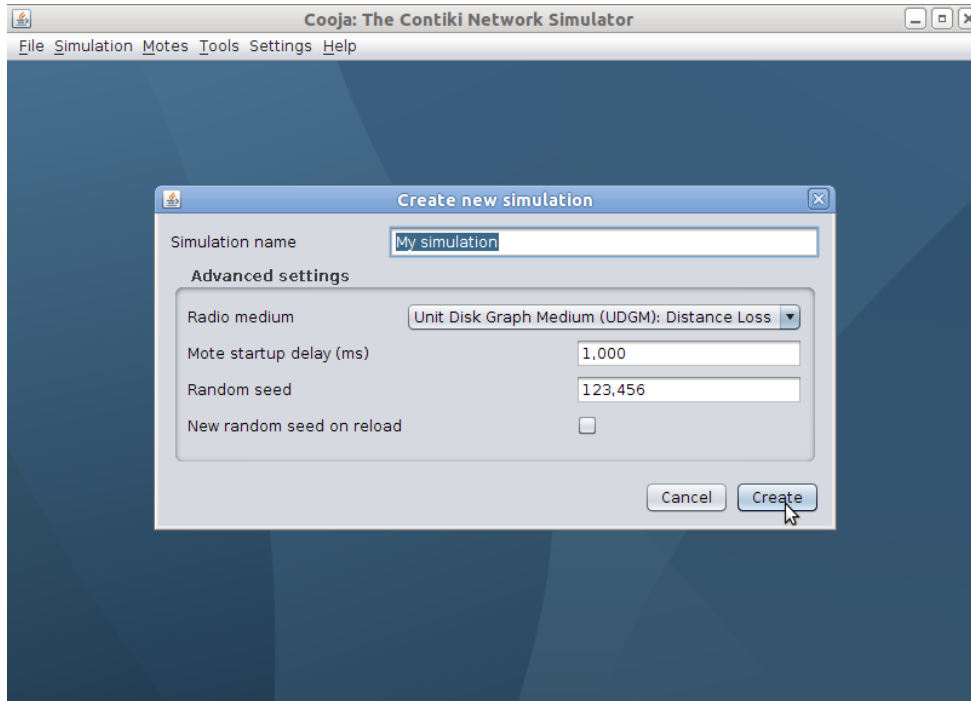 Cooja: The Contiki Network Simulator
File Simulation Motes Tools Settings Help
Create new simulation
Simulation name My simulation
Advanced settings
Radio medium Unit Disk Graph Medium (UDGM): Distance Loss
Mote startup delay (ms) 1,000
Random seed 123,456
New random seed on reload
Cancel Create